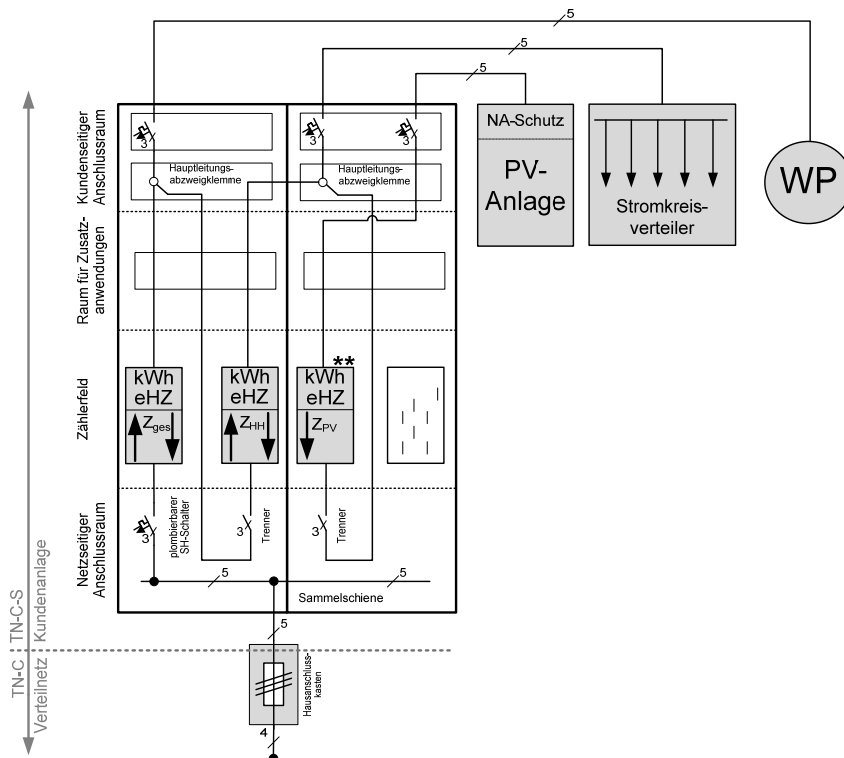 5
5
5
Kundenseitiger
Anschlussraum
3
3
3
Hauptleitungs-
abzweigklemme
Hauptleitungs-
abzweigklemme
NA-Schutz
PV-
Anlage
Stromkreis-
verteiler
WP
Raum für Zusatz-
anwendungen
Zählerfeld
kWh
eHZ
Zges
kWh
eHZ
ZHH
**
kWh
eHZ
ZPV
Netzseitiger
Anschlussraum
3
plombierbarer
SH-Schalter
3
Trenner
3
Trenner
5
5
Sammelschiene
TN-C-S
Kundenanlage
5
TN-C
Verteilnetz
Hausanschluss-
kasten
4